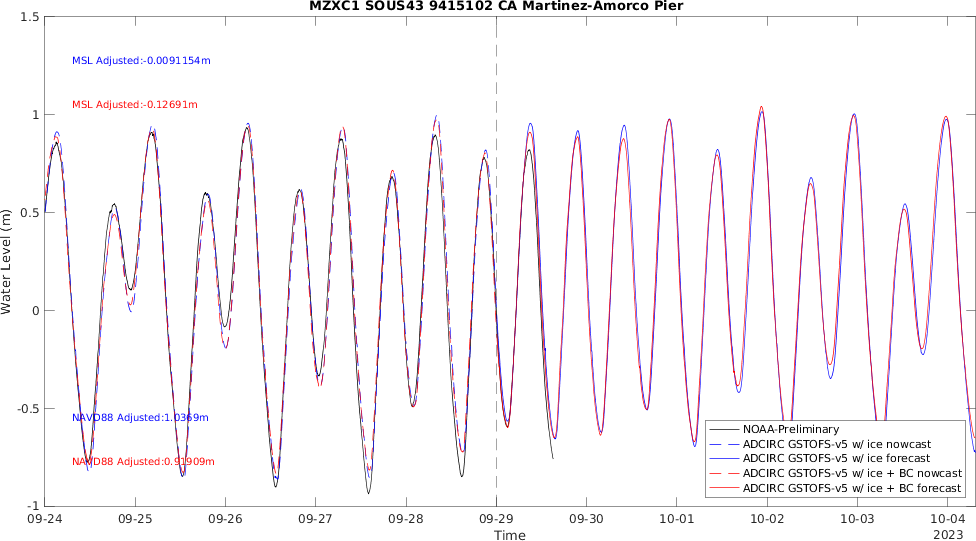 MZXC1 SOUS43 9415102 CA Martinez-Amorco Pier
1.5
1
0.5
0
-0.5
-1
Water Level (m)
MSL Adjusted:-0.0091154m
MSL Adjusted:-0.12691m
NAVD88 Adjusted:1.0369m
NAVD88 Adjusted:0.91909m
NOAA-Preliminary
ADCIRC GSTOFS-v5 w/ ice nowcast
ADCIRC GSTOFS-v5 w/ ice forecast
ADCIRC GSTOFS-v5 w/ ice + BC nowcast
ADCIRC GSTOFS-v5 w/ ice + BC forecast
09-24 09-25 09-26 09-27 09-28 09-29 09-30 10-01 10-02 10-03 10-04
2023
Time